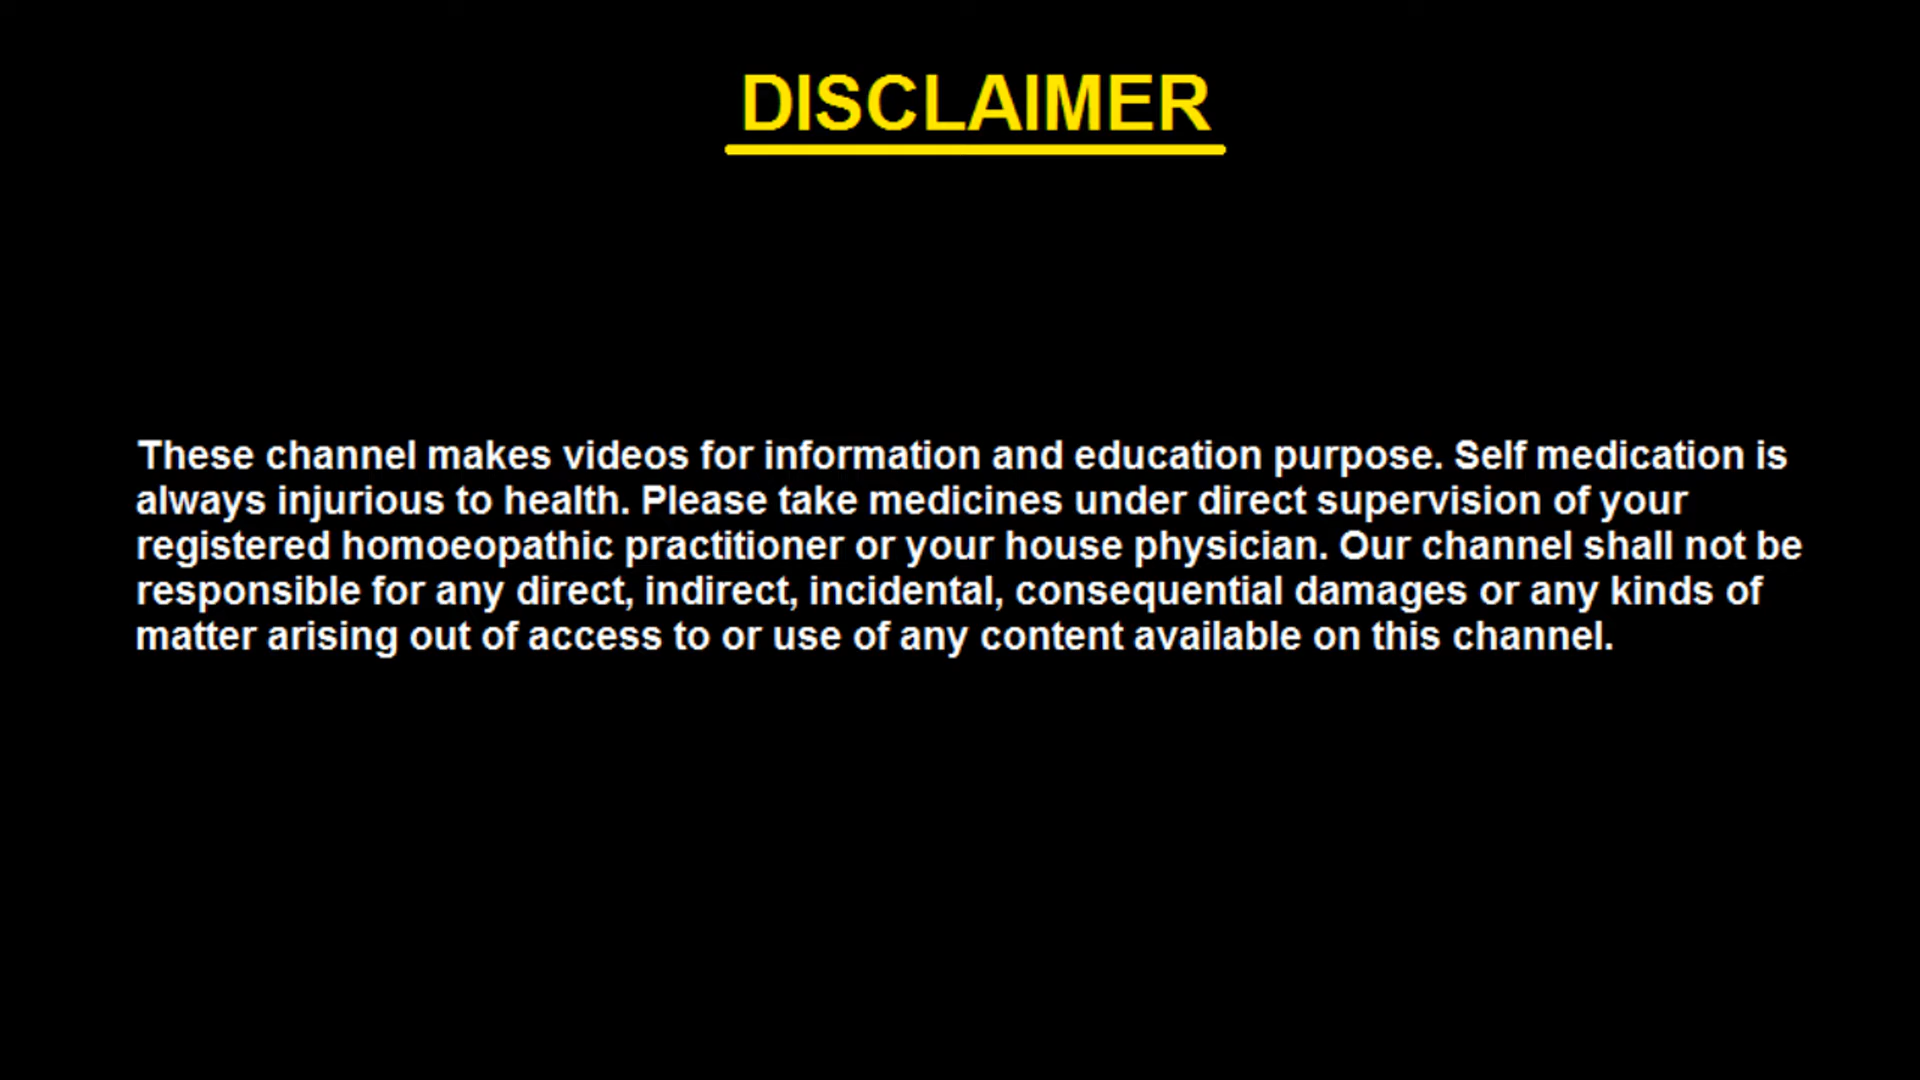 DISCLAIMER
These channel makes videos for information and education purpose. Self medication is
always injurious to health. Please take medicines under direct supervision of your
registered homoeopathic practitioner or your house physician. Our channel shall not be
responsible for any direct, indirect, incidental, consequential damages or any kinds of
matter arising out of access to or use of any content available on this channel.